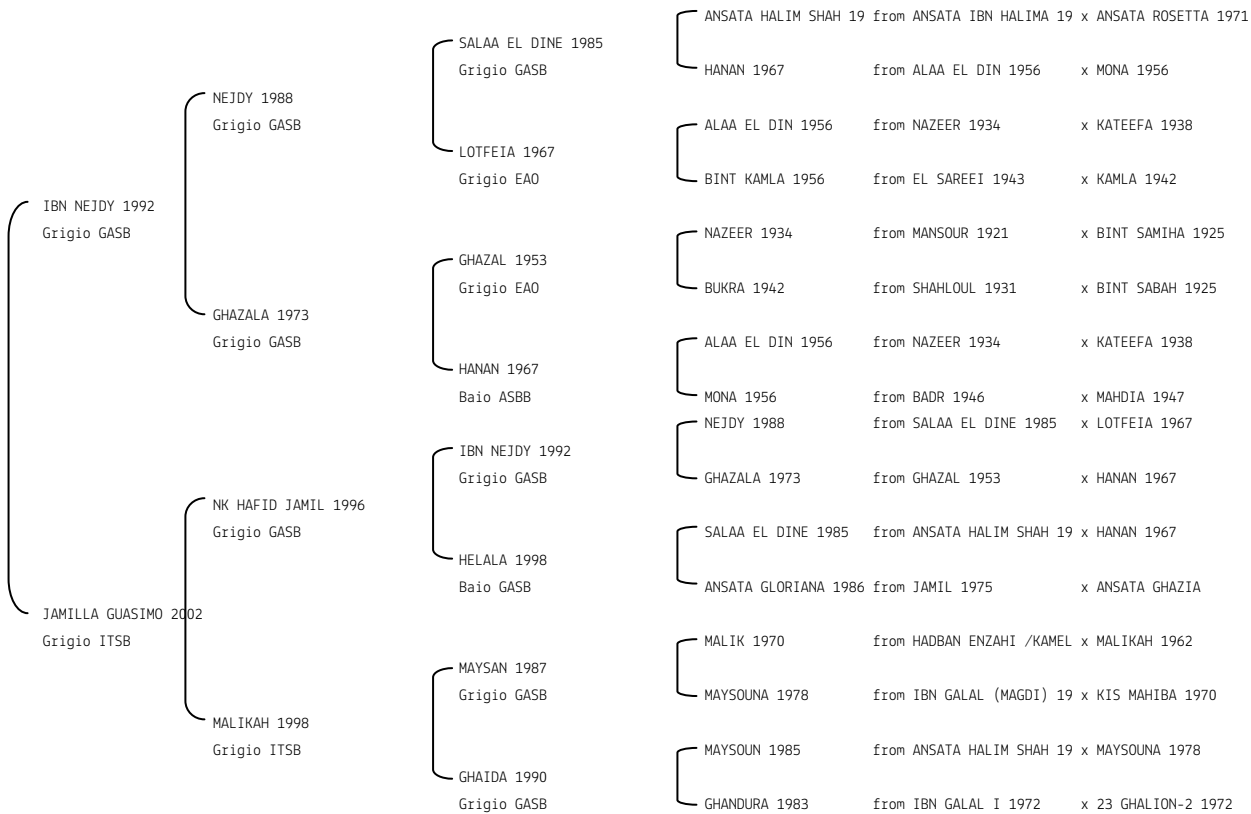 ANSATA HALIM SHAH 19 from ANSATA IBN HALIMA 19 x ANSATA ROSETTA 1971
SALAA EL DINE 1985
Grigio GASB
HANAN 1967 from ALAA EL DIN 1956 x MONA 1956
NEJDY 1988
Grigio GASB
ALAA EL DIN 1956 from NAZEER 1934 x KATEEFA 1938
LOTFEIA 1967
Grigio EAO
BINT KAMLA 1956 from EL SAREEI 1943 x KAMLA 1942
IBN NEJDY 1992
Grigio GASB
NAZEER 1934 from MANSOUR 1921 x BINT SAMIHA 1925
GHAZAL 1953
Grigio EAO
BUKRA 1942 from SHAHLOUL 1931 x BINT SABAH 1925
GHAZALA 1973
Grigio GASB
ALAA EL DIN 1956 from NAZEER 1934 x KATEEFA 1938
HANAN 1967
Baio ASBB
MONA 1956 from BADR 1946 x MAHDIA 1947
NEJDY 1988 from SALAA EL DINE 1985 x LOTFEIA 1967
IBN NEJDY 1992
Grigio GASB
GHAZALA 1973 from GHAZAL 1953 x HANAN 1967
NK HAFID JAMIL 1996
Grigio GASB
SALAA EL DINE 1985 from ANSATA HALIM SHAH 19 x HANAN 1967
HELALA 1998
Baio GASB
ANSATA GLORIANA 1986 from JAMIL 1975 x ANSATA GHAZIA
JAMILLA GUASIMO 2002
Grigio ITSB
MALIK 1970 from HADBAN ENZAHI /KAMEL x MALIKAH 1962
MAYSAN 1987
Grigio GASB
MAYSOUNA 1978 from IBN GALAL (MAGDI) 19 x KIS MAHIBA 1970
MALIKAH 1998
Grigio ITSB
MAYSOUN 1985 from ANSATA HALIM SHAH 19 x MAYSOUNA 1978
GHAIDA 1990
Grigio GASB
GHANDURA 1983 from IBN GALAL I 1972 x 23 GHALION-2 1972